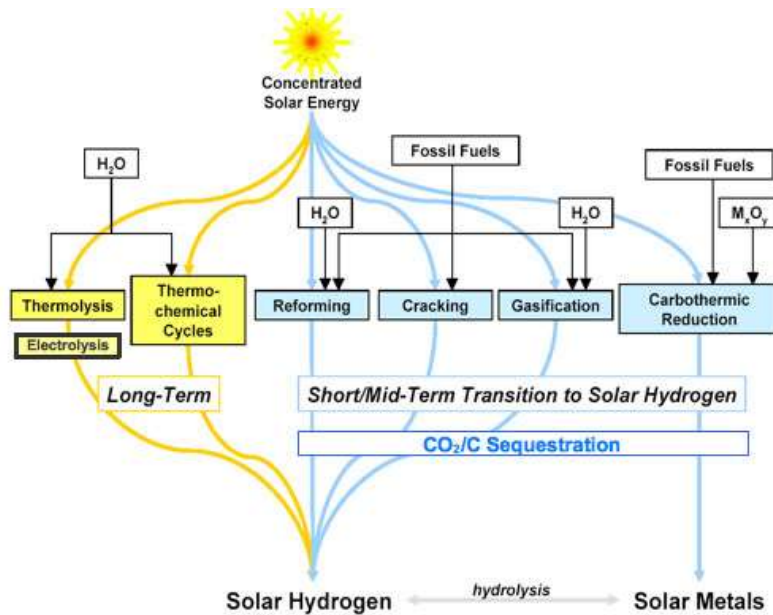 Concentrated
Solar Energy
H₂O
Fossil Fuels
Fossil Fuels
H₂O
H₂O
MₓOᵧ
Thermolysis
Thermo-
chemical
Cycles
Reforming
Cracking
Gasification
Carbothermic
Reduction
Electrolysis
Long-Term
Short/Mid-Term Transition to Solar Hydrogen
CO₂/C Sequestration
Solar Hydrogen
hydrolysis
Solar Metals